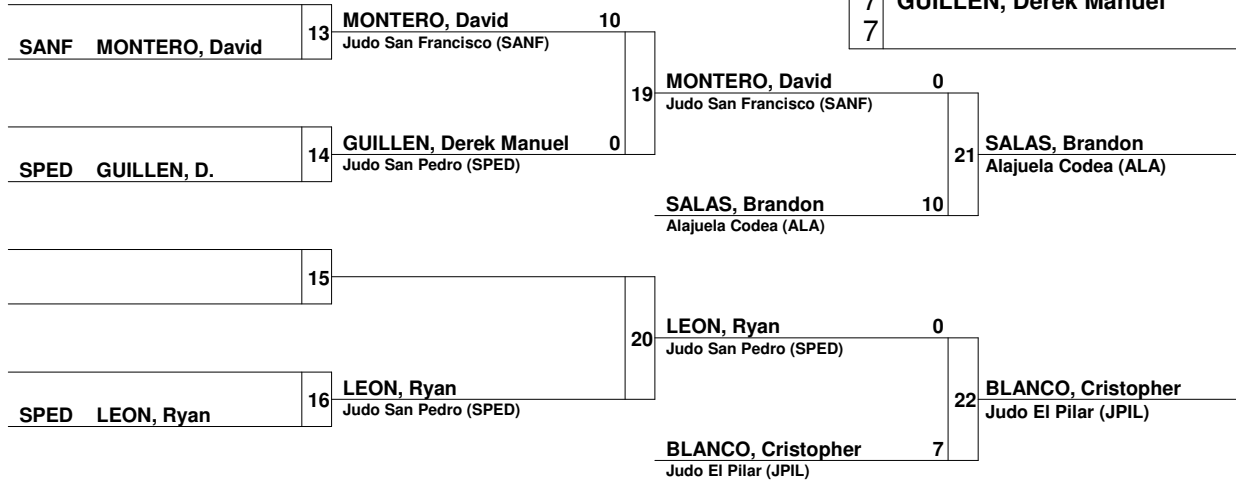 7 GUILLEN, Derek Manuel
7
13 MONTERO, David 10
SANF MONTERO, David
Judo San Francisco (SANF)
19 MONTERO, David 0
Judo San Francisco (SANF)
14 GUILLEN, Derek Manuel 0
SPED GUILLEN, D.
Judo San Pedro (SPED)
21 SALAS, Brandon
Alajuela Codea (ALA)
SALAS, Brandon 10
Alajuela Codea (ALA)
15
20 LEON, Ryan 0
Judo San Pedro (SPED)
16 LEON, Ryan
SPED LEON, Ryan
Judo San Pedro (SPED)
22 BLANCO, Cristopher
Judo El Pilar (JPIL)
BLANCO, Cristopher 7
Judo El Pilar (JPIL)